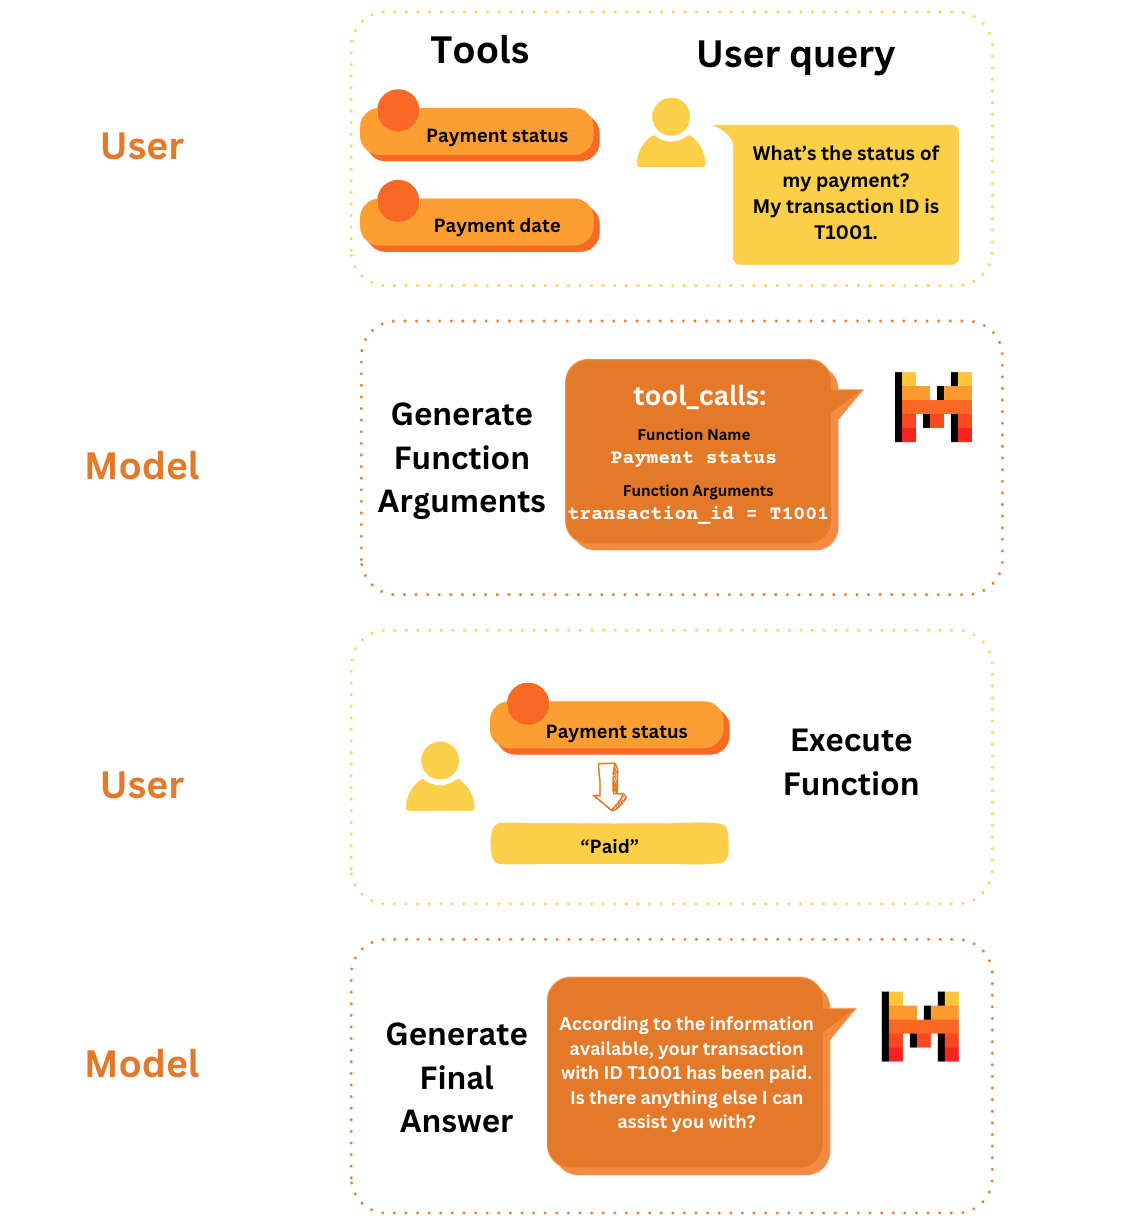 Tools
User query
User
Payment status
Payment date
What’s the status of
my payment?
My transaction ID is
T1001.
Model
Generate
Function
Arguments
tool_calls:
Function Name
Payment status
Function Arguments
transaction_id = T1001
User
Payment status
“Paid”
Execute
Function
Model
Generate
Final
Answer
According to the information
available, your transaction
with ID T1001 has been paid.
Is there anything else I can
assist you with?